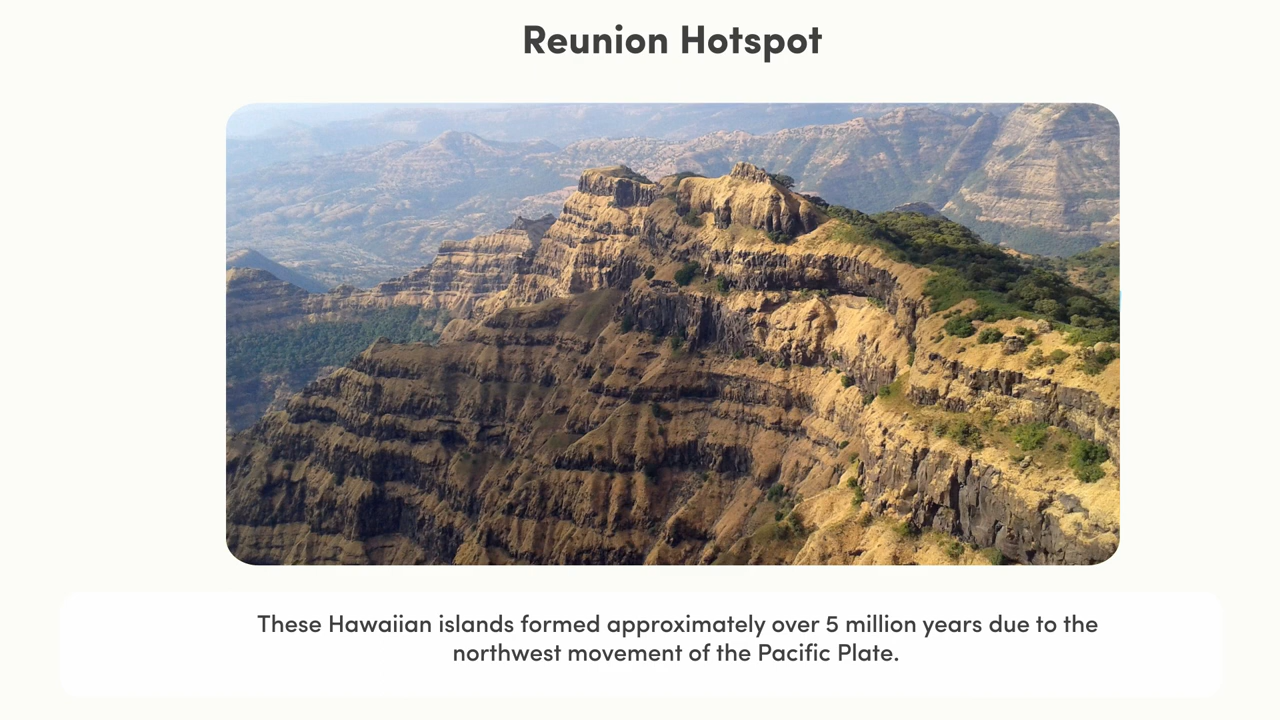 Reunion Hotspot
These Hawaiian islands formed approximately over 5 million years due to the
northwest movement of the Pacific Plate.